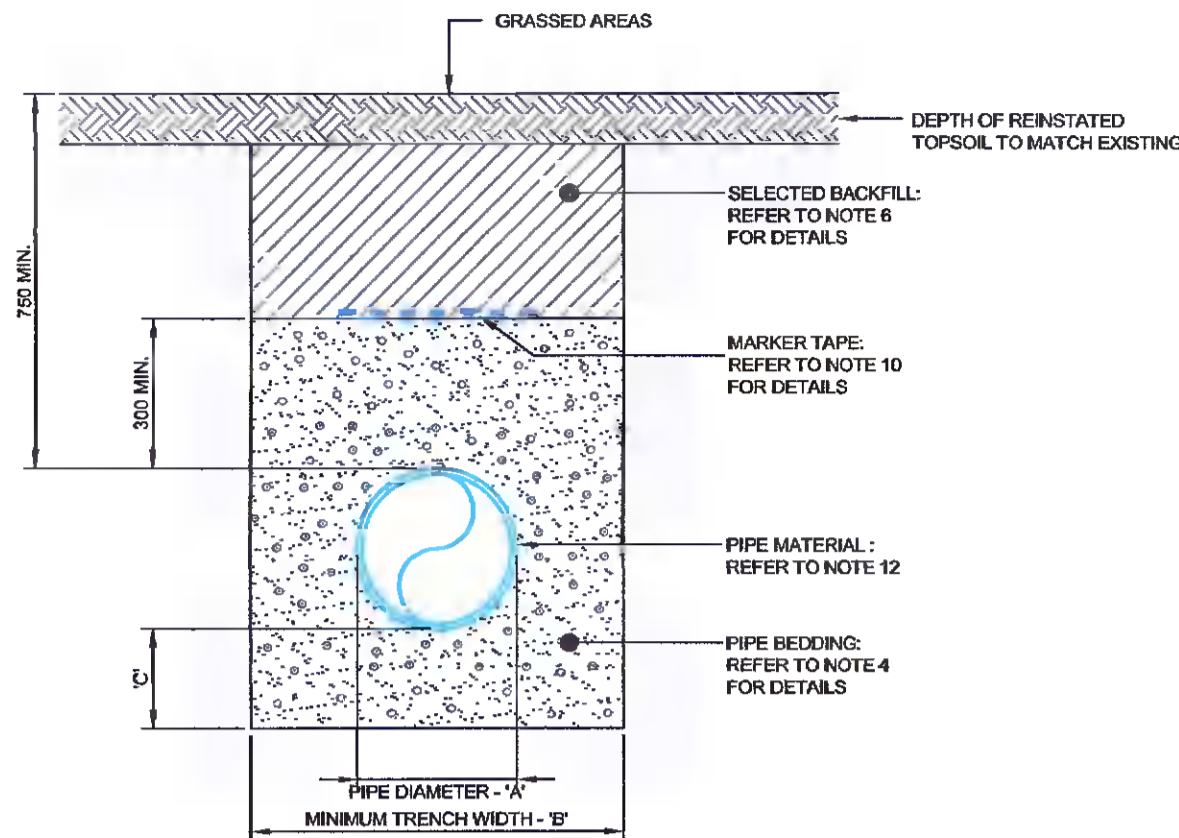 GRASSED AREAS
DEPTH OF REINSTATED
TOPSOIL TO MATCH EXISTING
SELECTED BACKFILL:
REFER TO NOTE 6
FOR DETAILS
750 MIN.
300 MIN.
MARKER TAPE:
REFER TO NOTE 10
FOR DETAILS
PIPE MATERIAL :
REFER TO NOTE 12
PIPE BEDDING:
REFER TO NOTE 4
FOR DETAILS
'C'
PIPE DIAMETER - 'A'
MINIMUM TRENCH WIDTH - 'B'